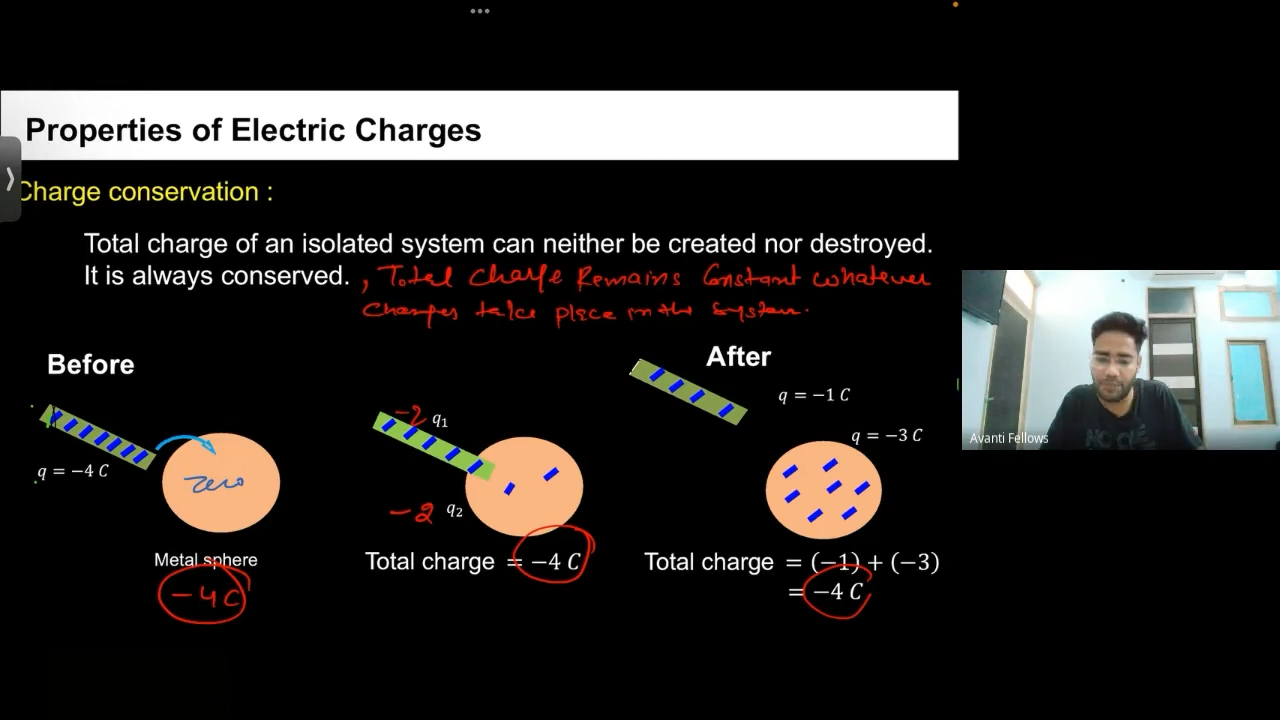 Properties of Electric Charges
Charge conservation :
Total charge of an isolated system can neither be created nor destroyed.
It is always conserved. , Total charge Remains Constant whatever
changes take place in the system.
Before
After
q = −4 C
zero
Metal sphere
−4C
−2 q₁
−2 q₂
Total charge = −4 C
q = −1 C
q = −3 C
Total charge = (−1) + (−3)
= −4 C
Avanti Fellows